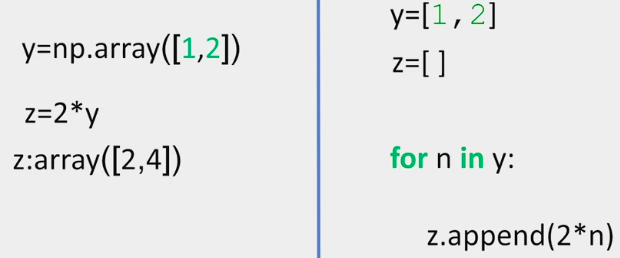 y=np.array([1,2])
z=2*y
z:array([2,4])
y=[1,2]
z=[ ]
for n in y:
z.append(2*n)